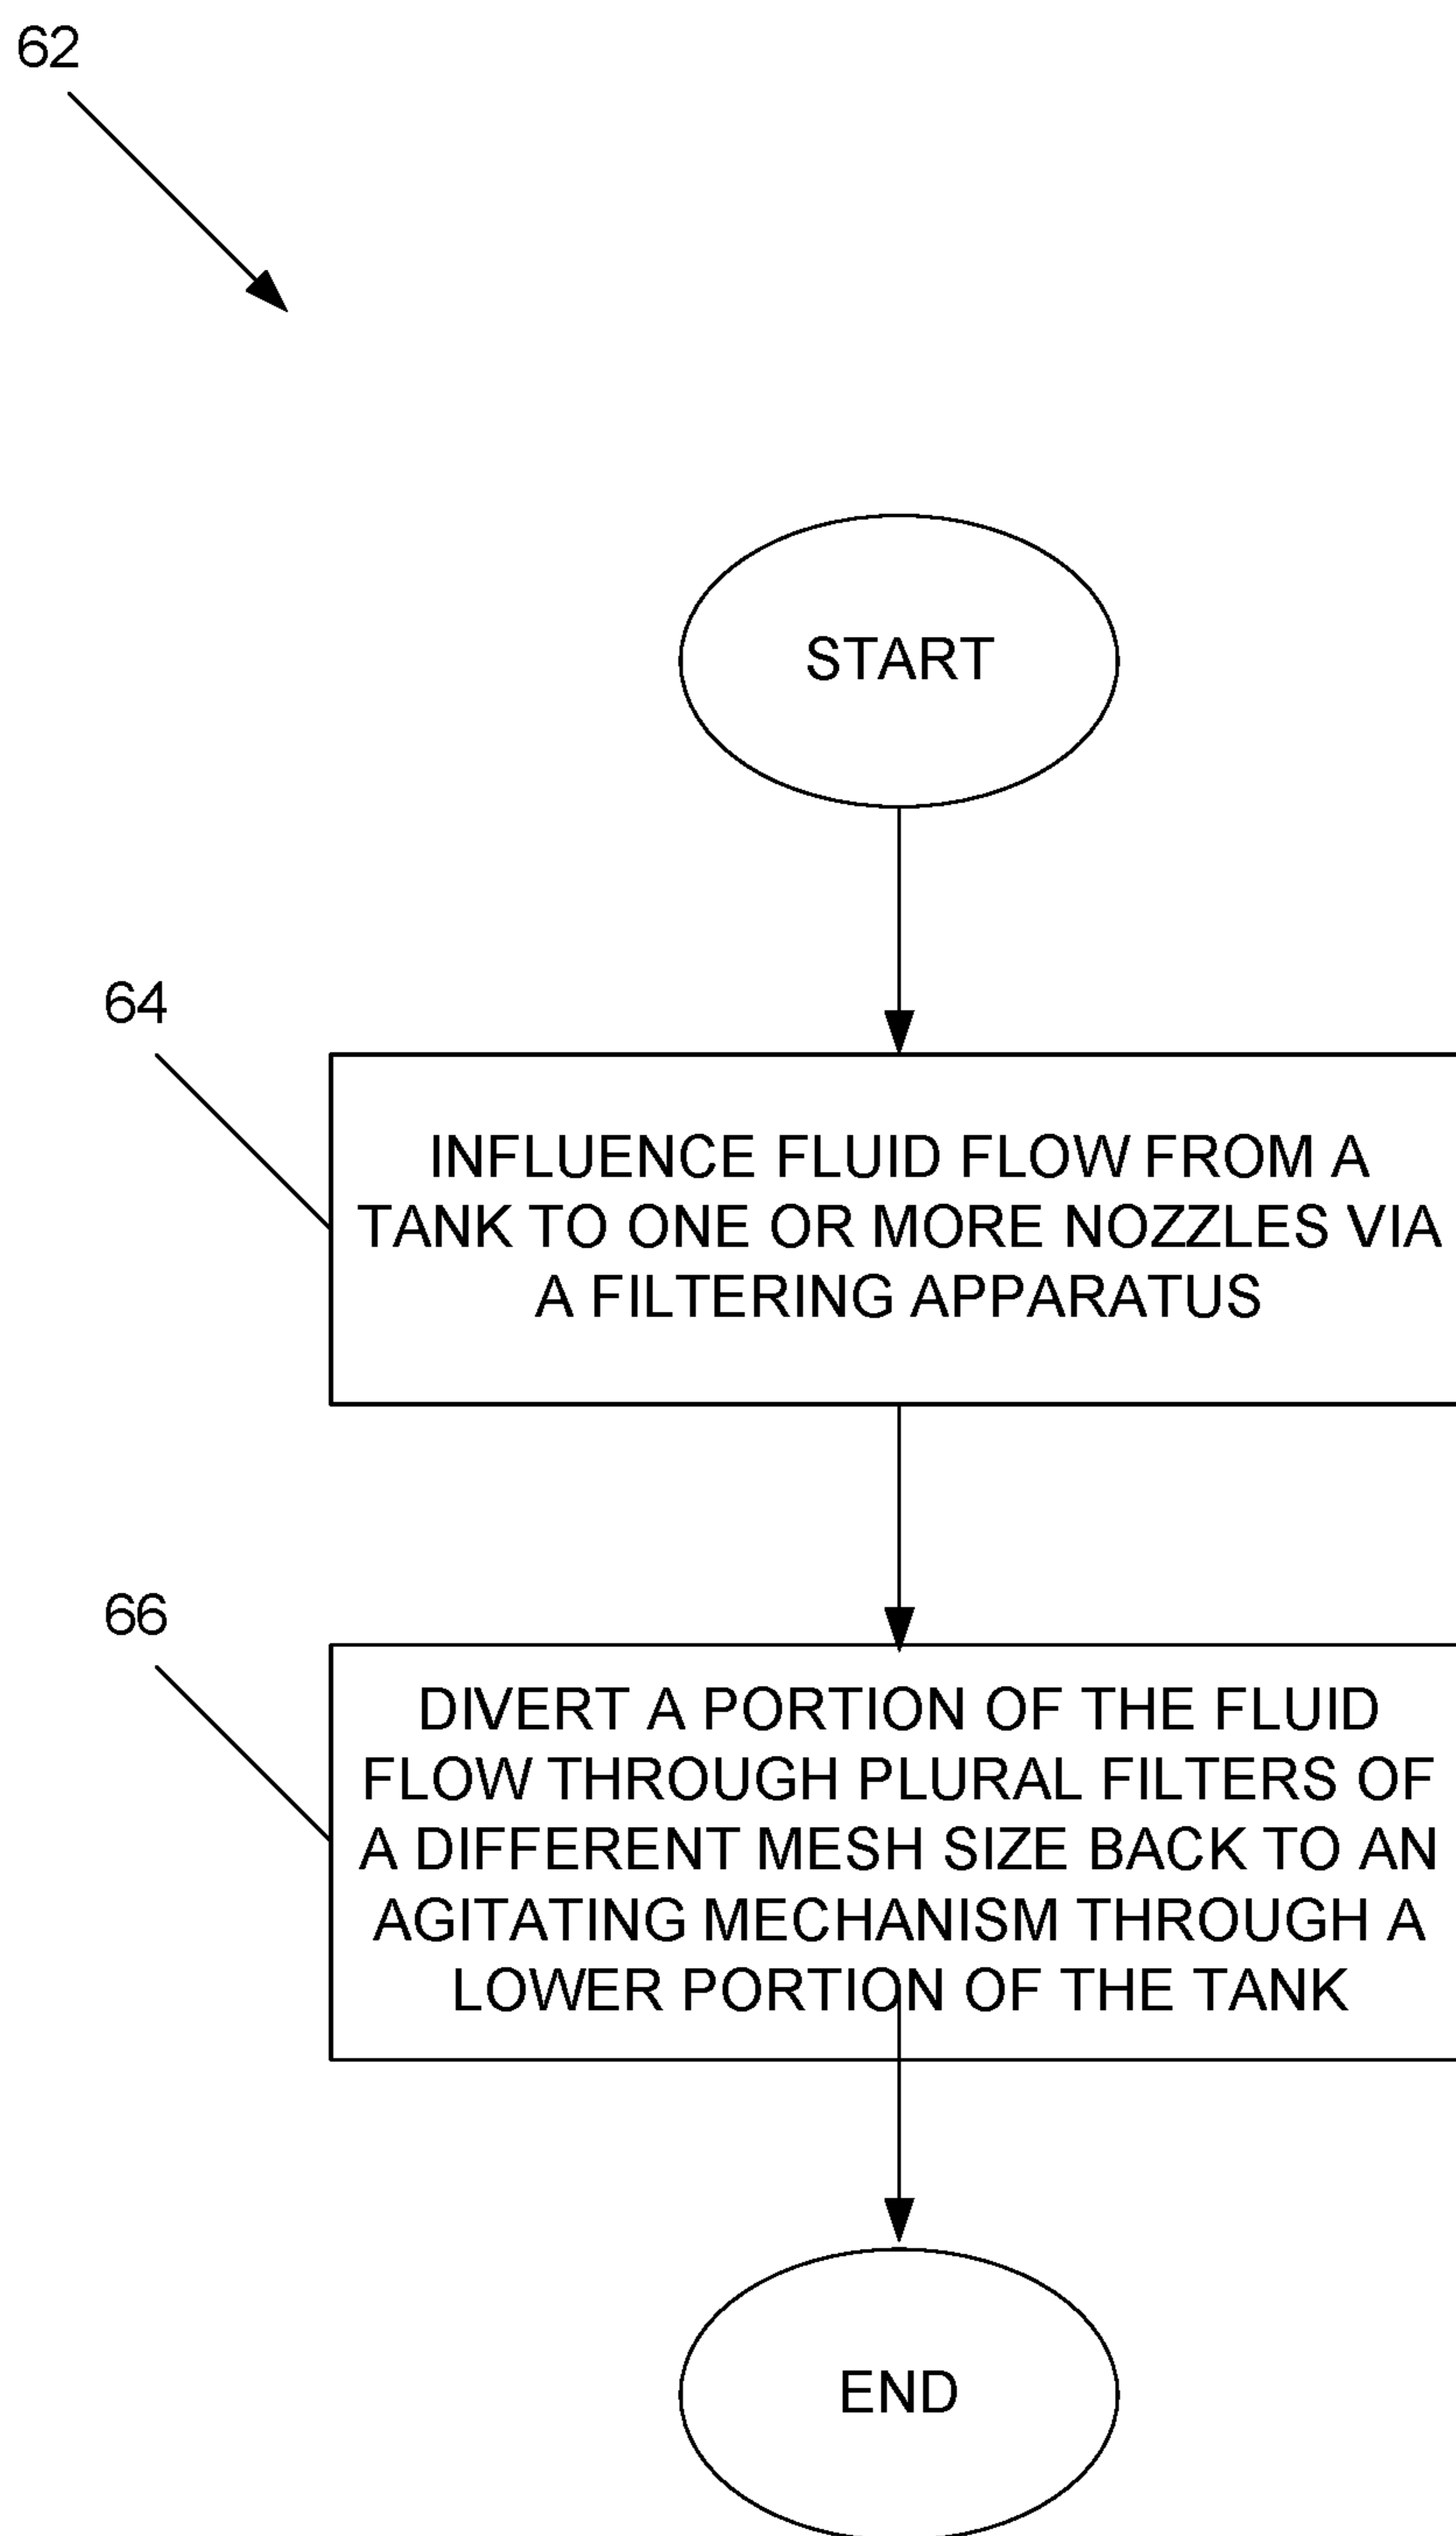 62
START
64
INFLUENCE FLUID FLOW FROM A
TANK TO ONE OR MORE NOZZLES VIA
A FILTERING APPARATUS
66
DIVERT A PORTION OF THE FLUID
FLOW THROUGH PLURAL FILTERS OF
A DIFFERENT MESH SIZE BACK TO AN
AGITATING MECHANISM THROUGH A
LOWER PORTION OF THE TANK
END